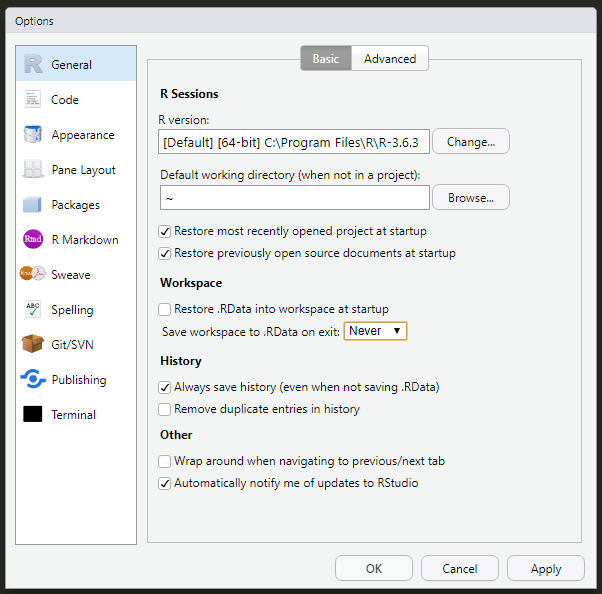 Options
R General
Code
Appearance
Pane Layout
Packages
Rmd R Markdown
Sweave
ABC Spelling
Git/SVN
Publishing
Terminal
Basic Advanced
R Sessions
R version:
[Default] [64-bit] C:\Program Files\R\R-3.6.3 Change...
Default working directory (when not in a project):
~ Browse...
Restore most recently opened project at startup
Restore previously open source documents at startup
Workspace
Restore .RData into workspace at startup
Save workspace to .RData on exit: Never
History
Always save history (even when not saving .RData)
Remove duplicate entries in history
Other
Wrap around when navigating to previous/next tab
Automatically notify me of updates to RStudio
OK Cancel Apply